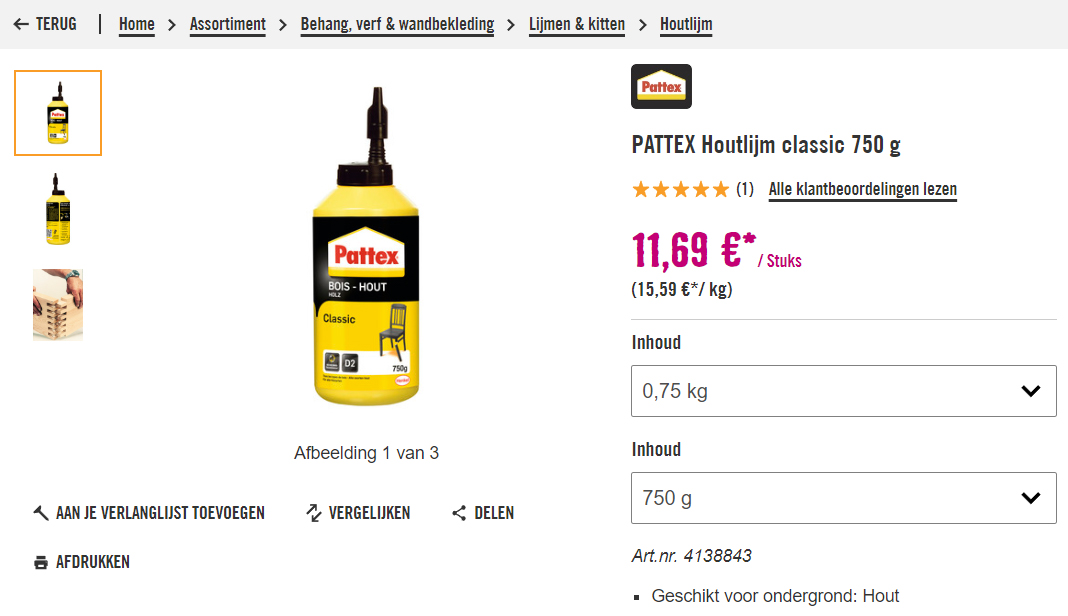 TERUG
Home
Assortiment
Behang, verf & wandbekleding
Lijmen & kitten
Houtlijm
Pattex
PATTEX Houtlijm classic 750 g
(1) Alle klantbeoordelingen lezen
11,69 €* / Stuks
(15,59 €*/ kg)
Inhoud
0,75 kg
Inhoud
750 g
Art.nr. 4138843
Geschikt voor ondergrond: Hout
Pattex
BOIS - HOUT
HOLZ
Classic
D2
750g
Henkel
Afbeelding 1 van 3
AAN JE VERLANGLIJST TOEVOEGEN
VERGELIJKEN
DELEN
AFDRUKKEN